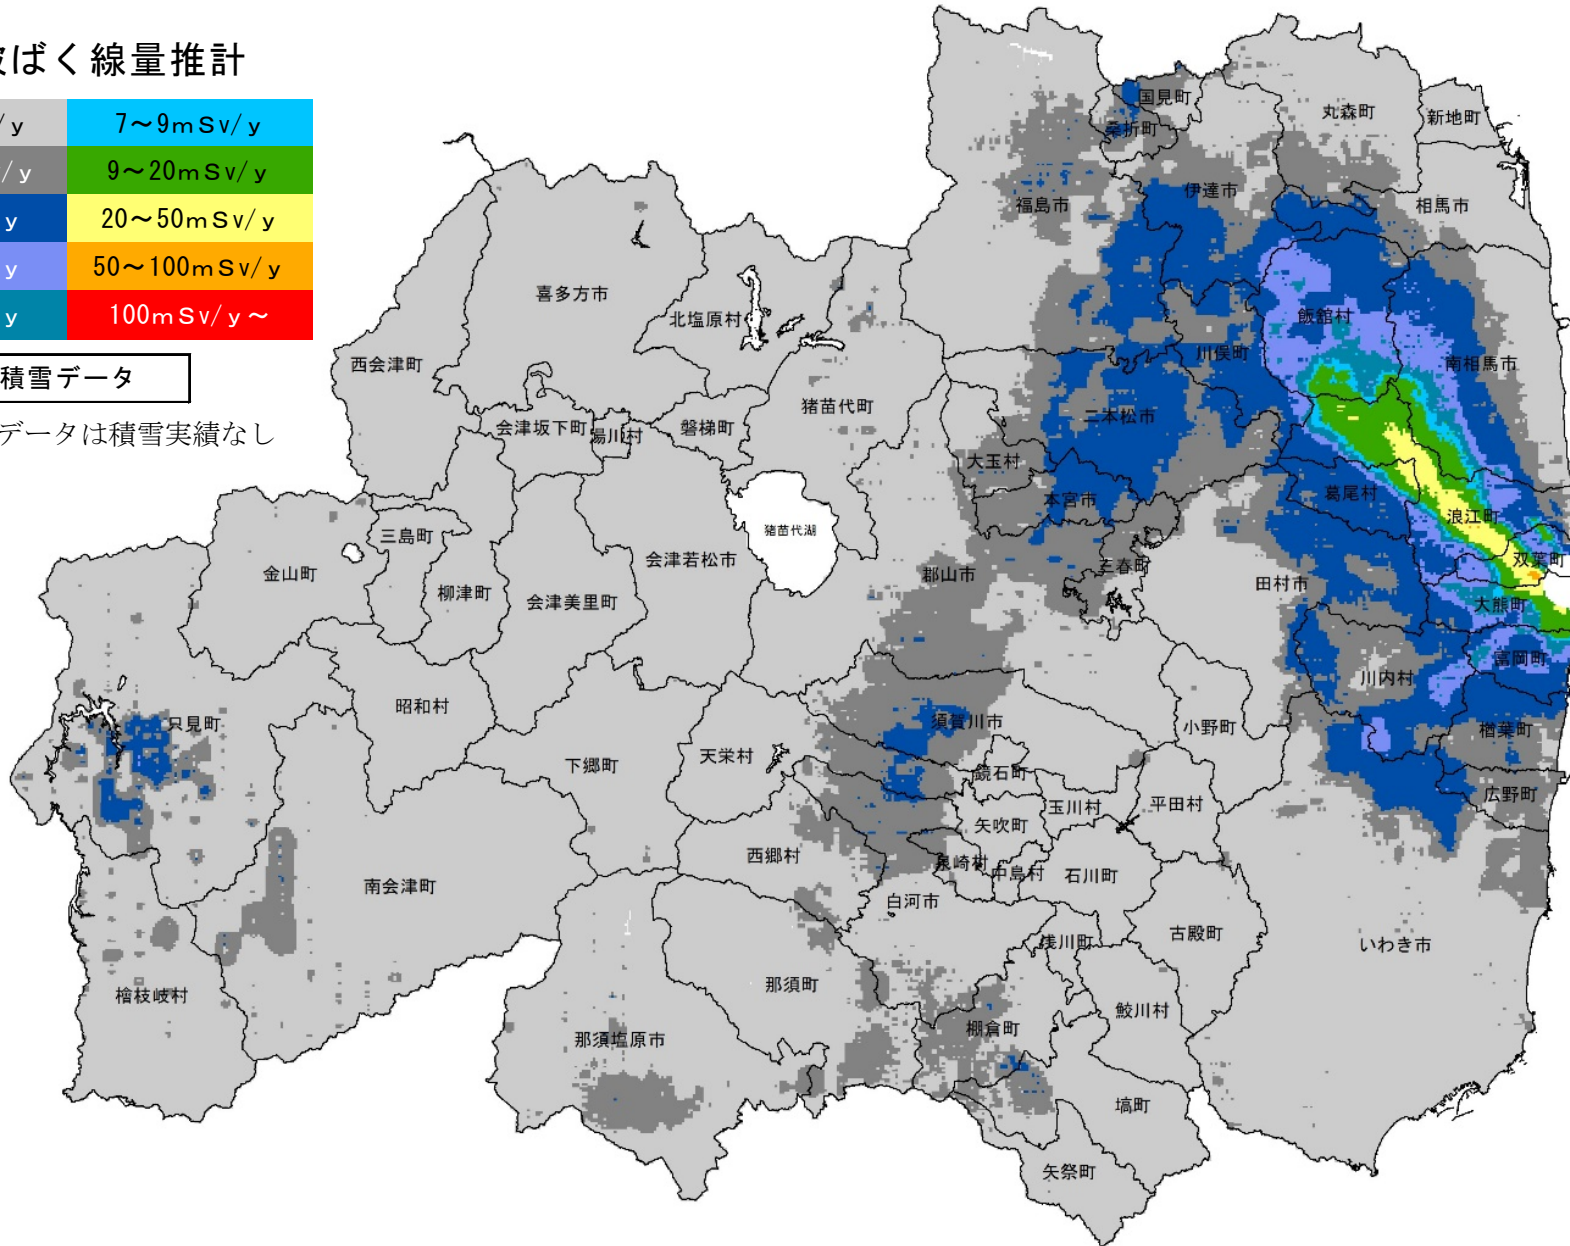 ばく線量推計
/y 7～9mSv/y
/y 9～20mSv/y
y 20～50mSv/y
y 50～100mSv/y
y 100mSv/y～
積雪データ
データは積雪実績なし
国見町
桑折町
丸森町
新地町
伊達市
福島市
相馬市
喜多方市
北塩原村
飯舘村
西会津町
川俣町
南相馬市
猪苗代町
二本松市
会津坂下町
湯川村
磐梯町
大玉村
本宮市
葛尾村
浪江町
三島町
猪苗代湖
会津若松市
双葉町
金山町
柳津町
会津美里町
郡山市
三春町
田村市
大熊町
富岡町
川内村
昭和村
只見町
須賀川市
小野町
楢葉町
天栄村
下郷町
鏡石町
広野町
玉川村
平田村
矢吹町
西郷村
泉崎村
中島村
石川町
南会津町
白河市
浅川町
古殿町
いわき市
檜枝岐村
那須町
鮫川村
棚倉町
那須塩原市
塙町
矢祭町